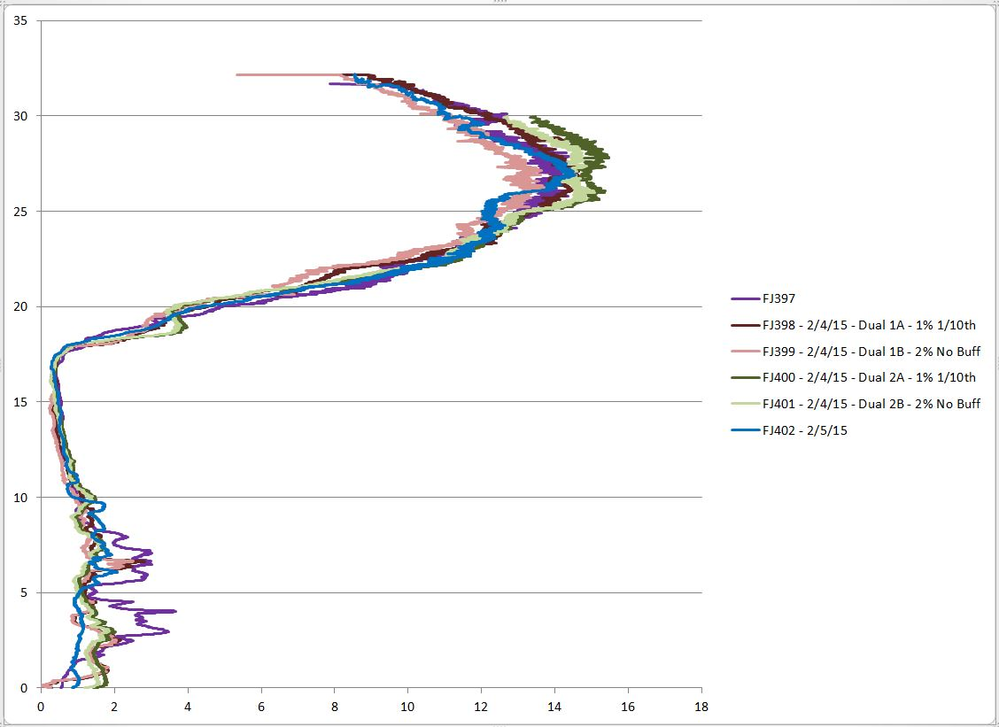 35
30
25
20
15
10
5
0
0 2 4 6 8 10 12 14 16 18
FJ397
FJ398 - 2/4/15 - Dual 1A - 1% 1/10th
FJ399 - 2/4/15 - Dual 1B - 2% No Buff
FJ400 - 2/4/15 - Dual 2A - 1% 1/10th
FJ401 - 2/4/15 - Dual 2B - 2% No Buff
FJ402 - 2/5/15